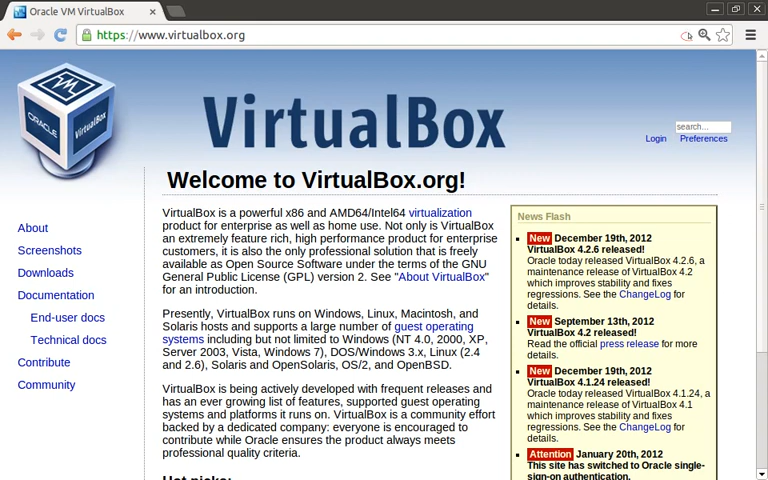 Oracle VM VirtualBox
https://www.virtualbox.org
VM
ORACLE
VirtualBox
VirtualBox
search...
Login Preferences
Welcome to VirtualBox.org!
About
Screenshots
Downloads
Documentation
End-user docs
Technical docs
Contribute
Community
VirtualBox is a powerful x86 and AMD64/Intel64 virtualization
product for enterprise as well as home use. Not only is VirtualBox
an extremely feature rich, high performance product for enterprise
customers, it is also the only professional solution that is freely
available as Open Source Software under the terms of the GNU
General Public License (GPL) version 2. See "About VirtualBox"
for an introduction.
Presently, VirtualBox runs on Windows, Linux, Macintosh, and
Solaris hosts and supports a large number of guest operating
systems including but not limited to Windows (NT 4.0, 2000, XP,
Server 2003, Vista, Windows 7), DOS/Windows 3.x, Linux (2.4
and 2.6), Solaris and OpenSolaris, OS/2, and OpenBSD.
VirtualBox is being actively developed with frequent releases and
has an ever growing list of features, supported guest operating
systems and platforms it runs on. VirtualBox is a community effort
backed by a dedicated company: everyone is encouraged to
contribute while Oracle ensures the product always meets
professional quality criteria.
Hot picks:
News Flash
New December 19th, 2012
VirtualBox 4.2.6 released!
Oracle today released VirtualBox 4.2.6, a
maintenance release of VirtualBox 4.2
which improves stability and fixes
regressions. See the ChangeLog for
details.
New September 13th, 2012
VirtualBox 4.2 released!
Read the official press release for more
details.
New December 19th, 2012
VirtualBox 4.1.24 released!
Oracle today released VirtualBox 4.1.24, a
maintenance release of VirtualBox 4.1
which improves stability and fixes
regressions. See the ChangeLog for
details.
Attention January 20th, 2012
This site has switched to Oracle single-
sign-on authentication.